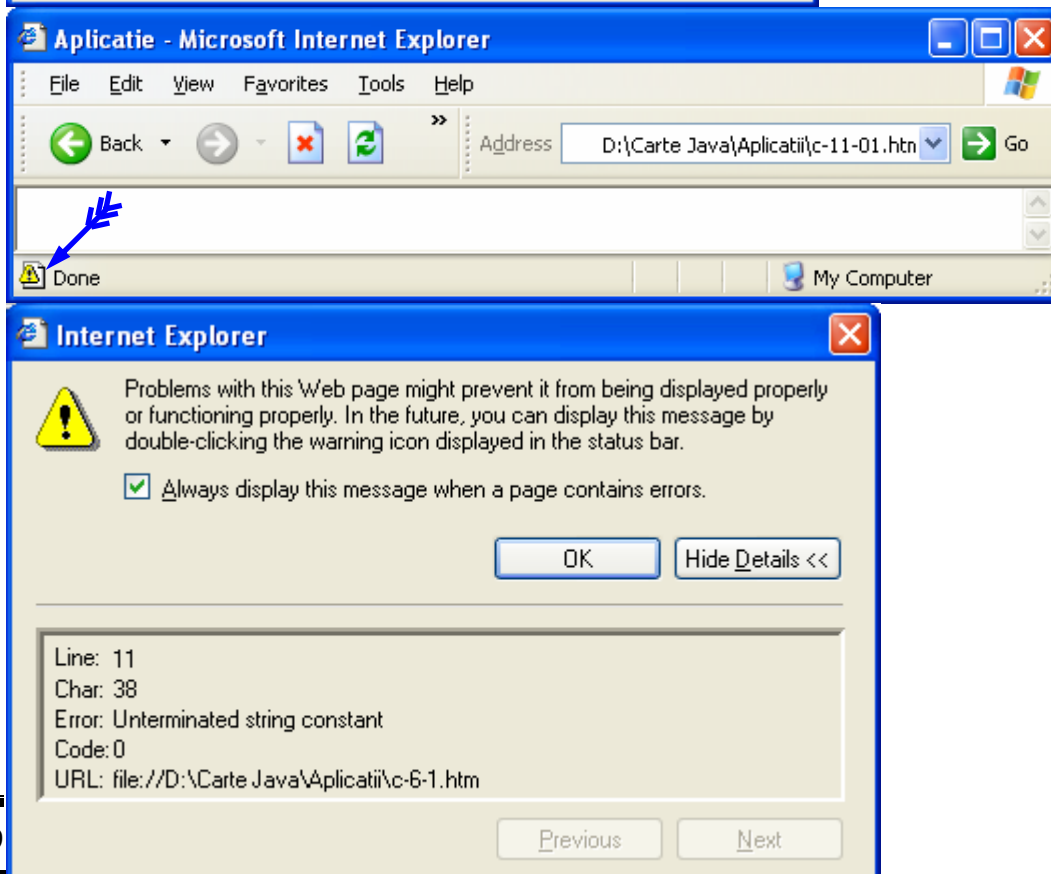 Aplicatie - Microsoft Internet Explorer
File Edit View Favorites Tools Help
Back » Address D:\Carte Java\Aplicatii\c-11-01.htn Go
Done My Computer
Internet Explorer
Problems with this Web page might prevent it from being displayed properly
or functioning properly. In the future, you can display this message by
double-clicking the warning icon displayed in the status bar.
Always display this message when a page contains errors.
OK Hide Details <<
Line: 11
Char: 38
Error: Unterminated string constant
Code: 0
URL: file://D:\Carte Java\Aplicatii\c-6-1.htm
Previous Next